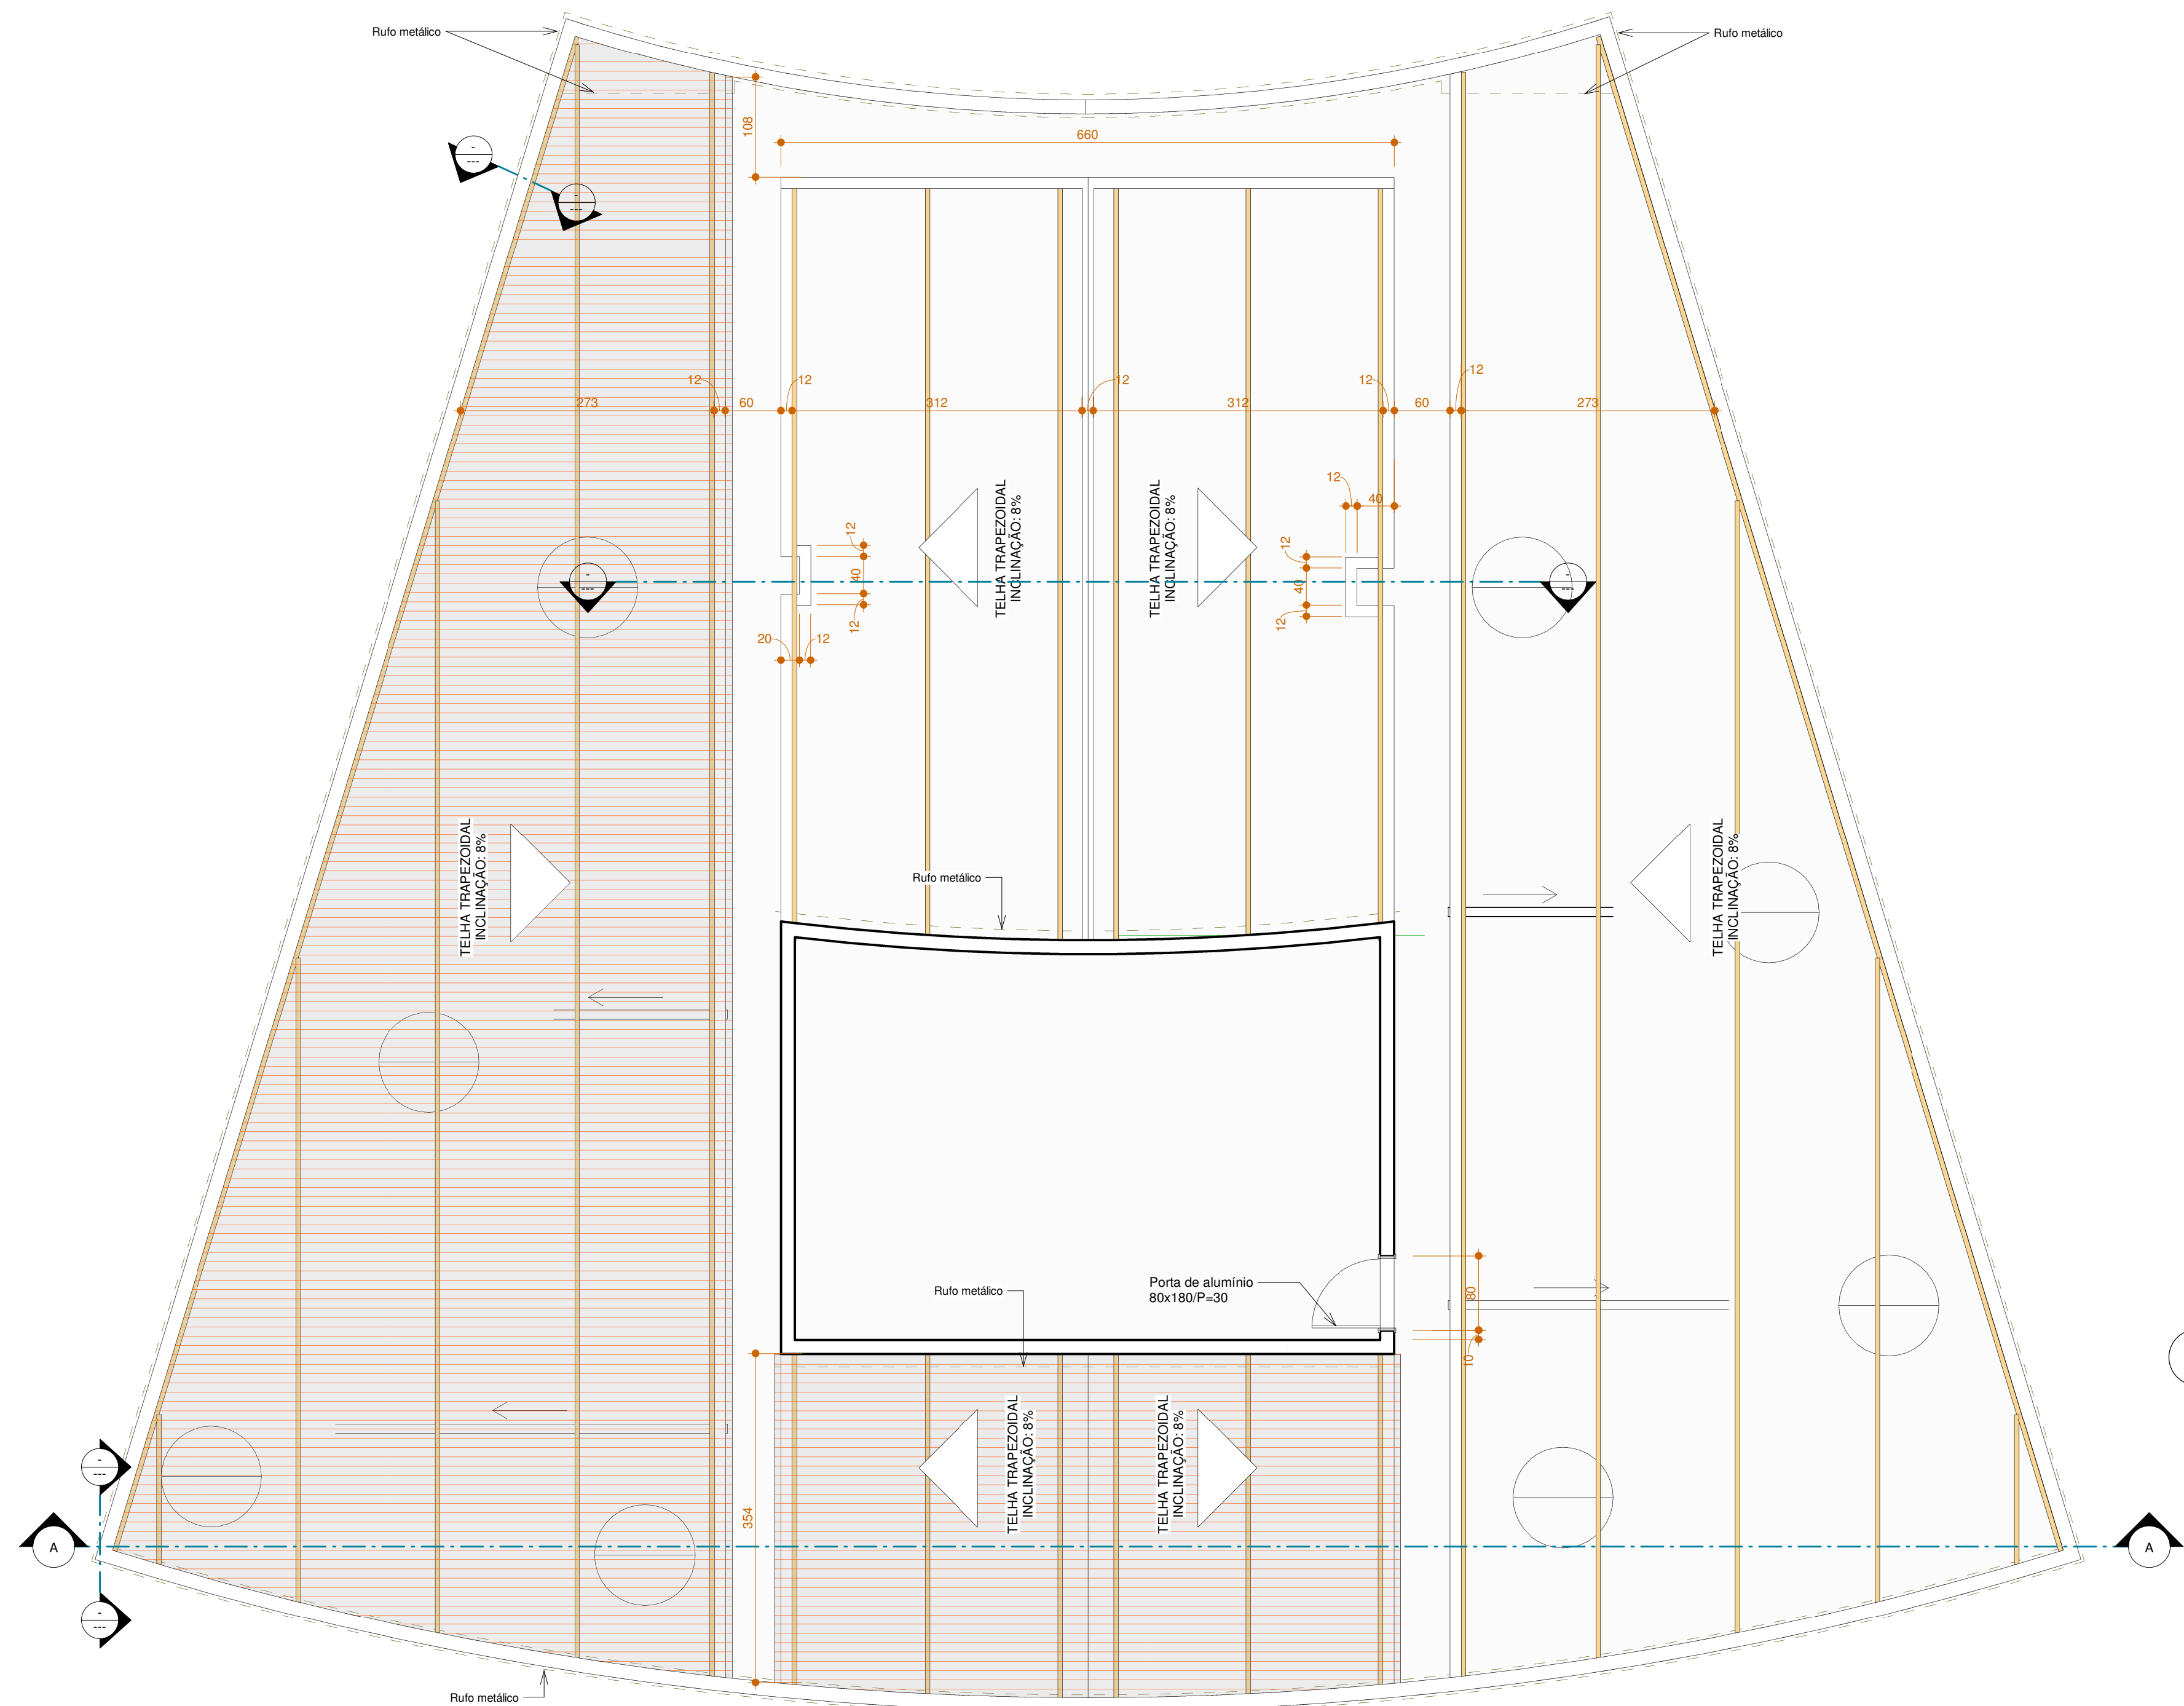 Rufo metálico
Rufo metálico
108
660
-
---
-
---
12
12
12
12
12
273
60
312
312
60
273
12
40
12
40
12
20
12
12
40
12
TELHA TRAPEZOIDAL
INCLINAÇÃO: 8%
TELHA TRAPEZOIDAL
INCLINAÇÃO: 8%
-
---
-
---
TELHA TRAPEZOIDAL
INCLINAÇÃO: 8%
TELHA TRAPEZOIDAL
INCLINAÇÃO: 8%
Rufo metálico
Rufo metálico
Porta de alumínio
80x180/P=30
80
10
354
TELHA TRAPEZOIDAL
INCLINAÇÃO: 8%
TELHA TRAPEZOIDAL
INCLINAÇÃO: 8%
-
---
A
A
-
---
Rufo metálico